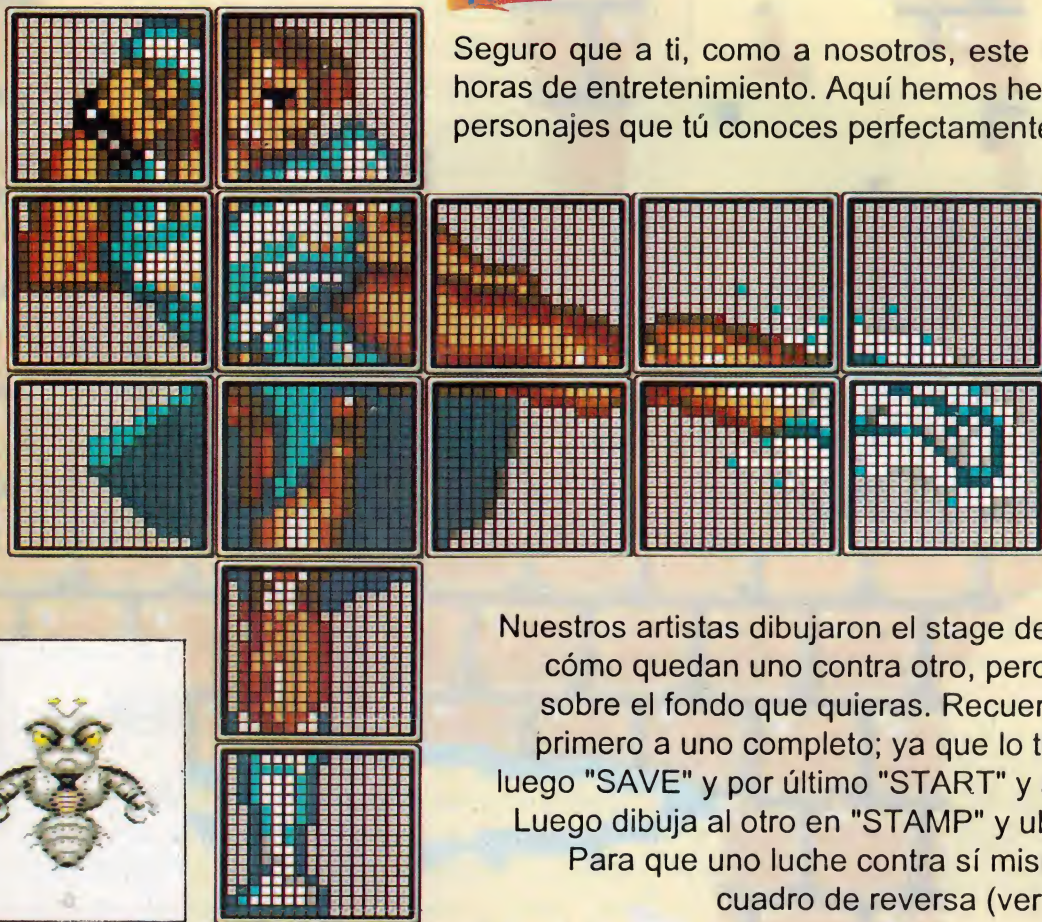 Seguro que a ti, como a nosotros, este
horas de entretenimiento. Aquí hemos he
personajes que tú conoces perfectamente
Nuestros artistas dibujaron el stage de
cómo quedan uno contra otro, pero
sobre el fondo que quieras. Recuer
primero a uno completo; ya que lo t
luego "SAVE" y por último "START" y
Luego dibuja al otro en "STAMP" y ub
Para que uno luche contra sí mis
cuadro de reversa (ver